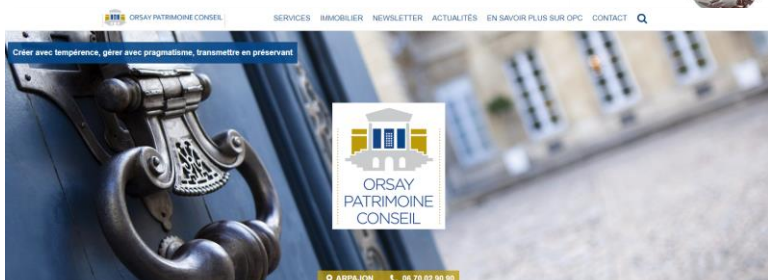 ORSAY PATRIMOINE CONSEIL
SERVICES IMMOBILIER NEWSLETTER ACTUALITÉS EN SAVOIR PLUS SUR OPC CONTACT
Créer avec tempérence, gérer avec pragmatisme, transmettre en préservant
ORSAY
PATRIMOINE
CONSEIL
ARPAJON 06 70 02 90 90